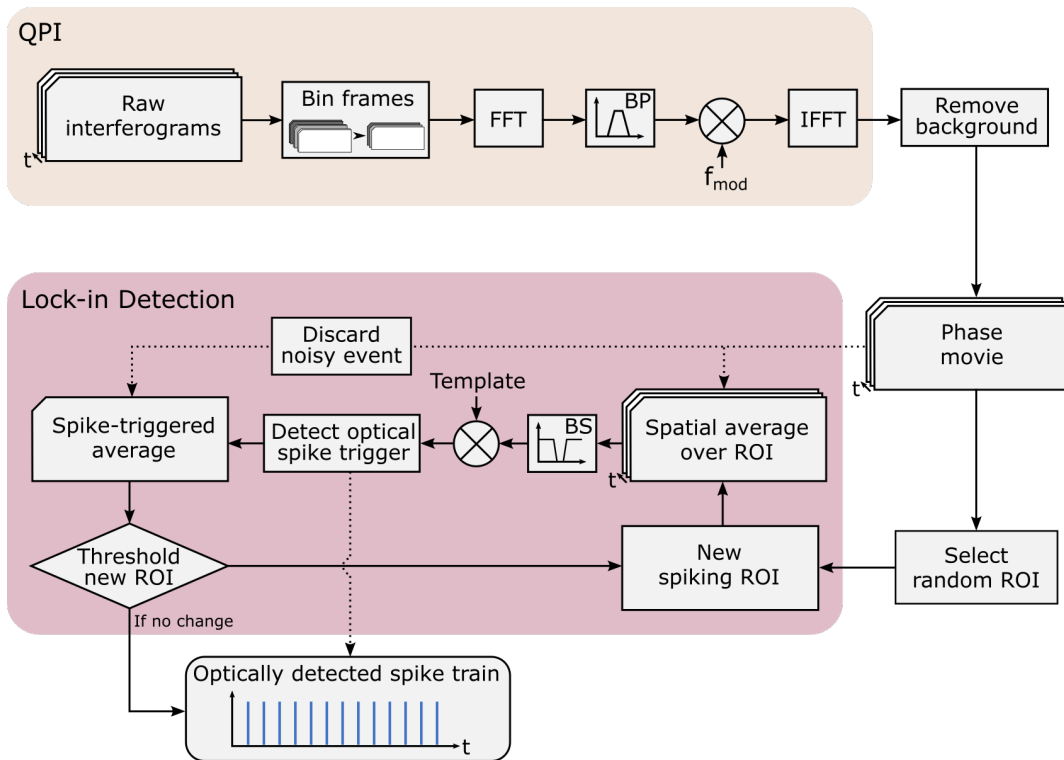 QPI
Raw
interferograms
t
Bin frames
FFT
BP
f_mod
IFFT
Remove
background
Lock-in Detection
Discard
noisy event
Phase
movie
t
Template
Spike-triggered
average
Detect optical
spike trigger
BS
Spatial average
over ROI
t
Threshold
new ROI
New
spiking ROI
Select
random ROI
If no change
Optically detected spike train
t